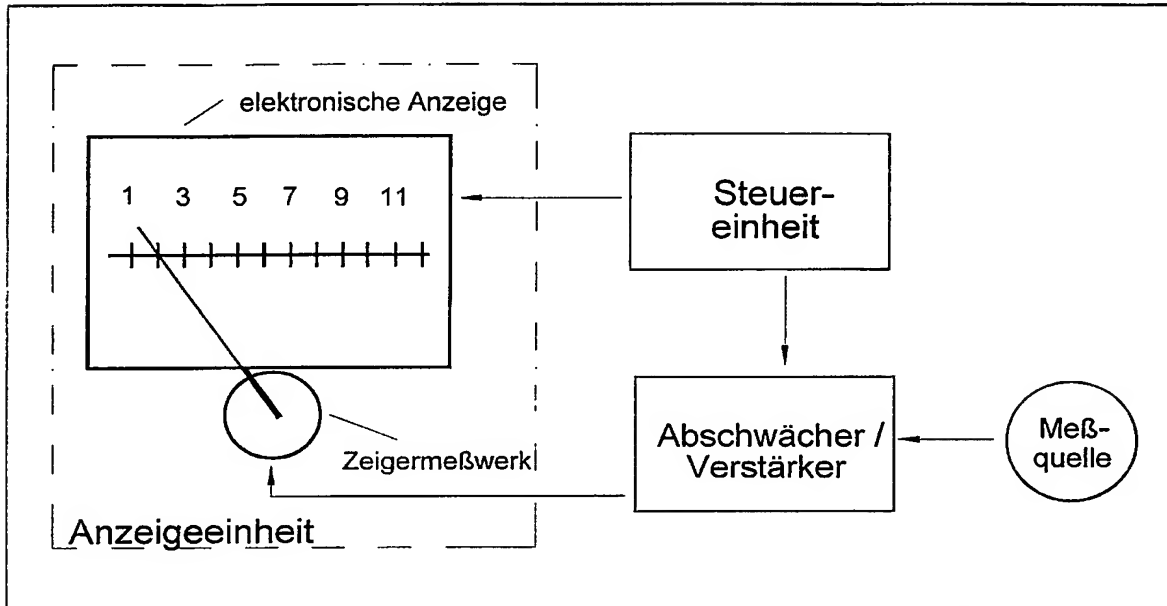 elektronische Anzeige
1 3 5 7 9 11
Steuer-
einheit
Abschwächer /
Verstärker
Meß-
quelle
Zeigermeßwerk
Anzeigeeinheit